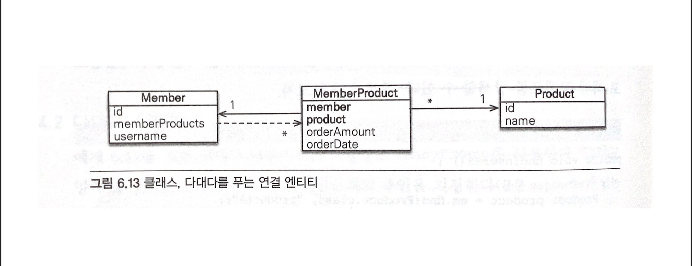 Member
id
memberProducts
username
1
*
MemberProduct
member
product
orderAmount
orderDate
*
1
Product
id
name
그림 6.13 클래스, 다대다를 푸는 연결 엔티티